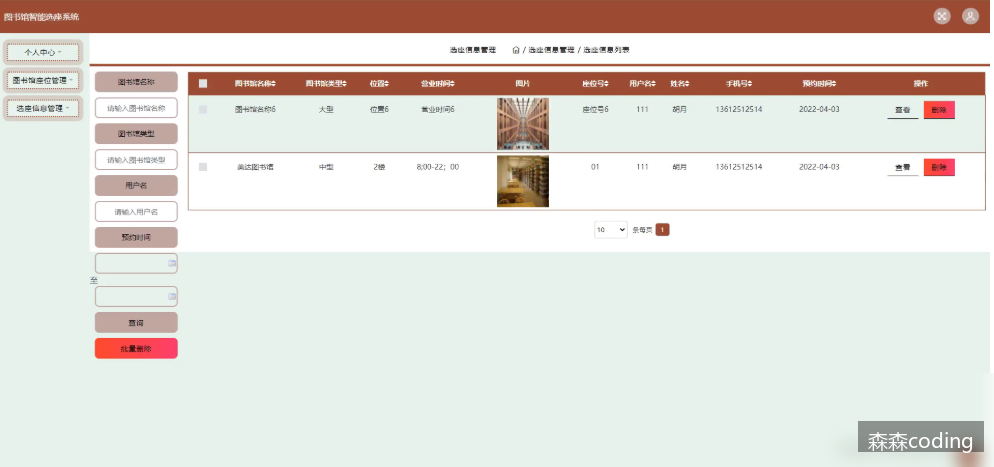 图书馆智能选座系统
个人中心
图书馆座位管理
选座信息管理
选座信息管理 / 选座信息管理 / 选座信息列表
图书馆名称
请输入图书馆名称
图书馆类型
请输入图书馆类型
用户名
请输入用户名
预约时间
至
查询
批量删除
图书馆名称 图书馆类型 位置 营业时间 图片 座位号 用户名 姓名 手机号 预约时间 操作
图书馆名称6 大型 位置6 营业时间6 座位号6 111 胡月 13612512514 2022-04-03 查看 删除
奥达图书馆 中型 2楼 8:00-22：00 01 111 胡月 13612512514 2022-04-03 查看 删除
10 条每页 1
森森coding